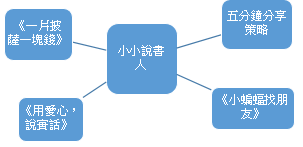 《一片披
薩一塊錢》
五分鐘分享
策略
小小說書
人
《用愛心，
說實話》
《小蝙蝠找朋
友》